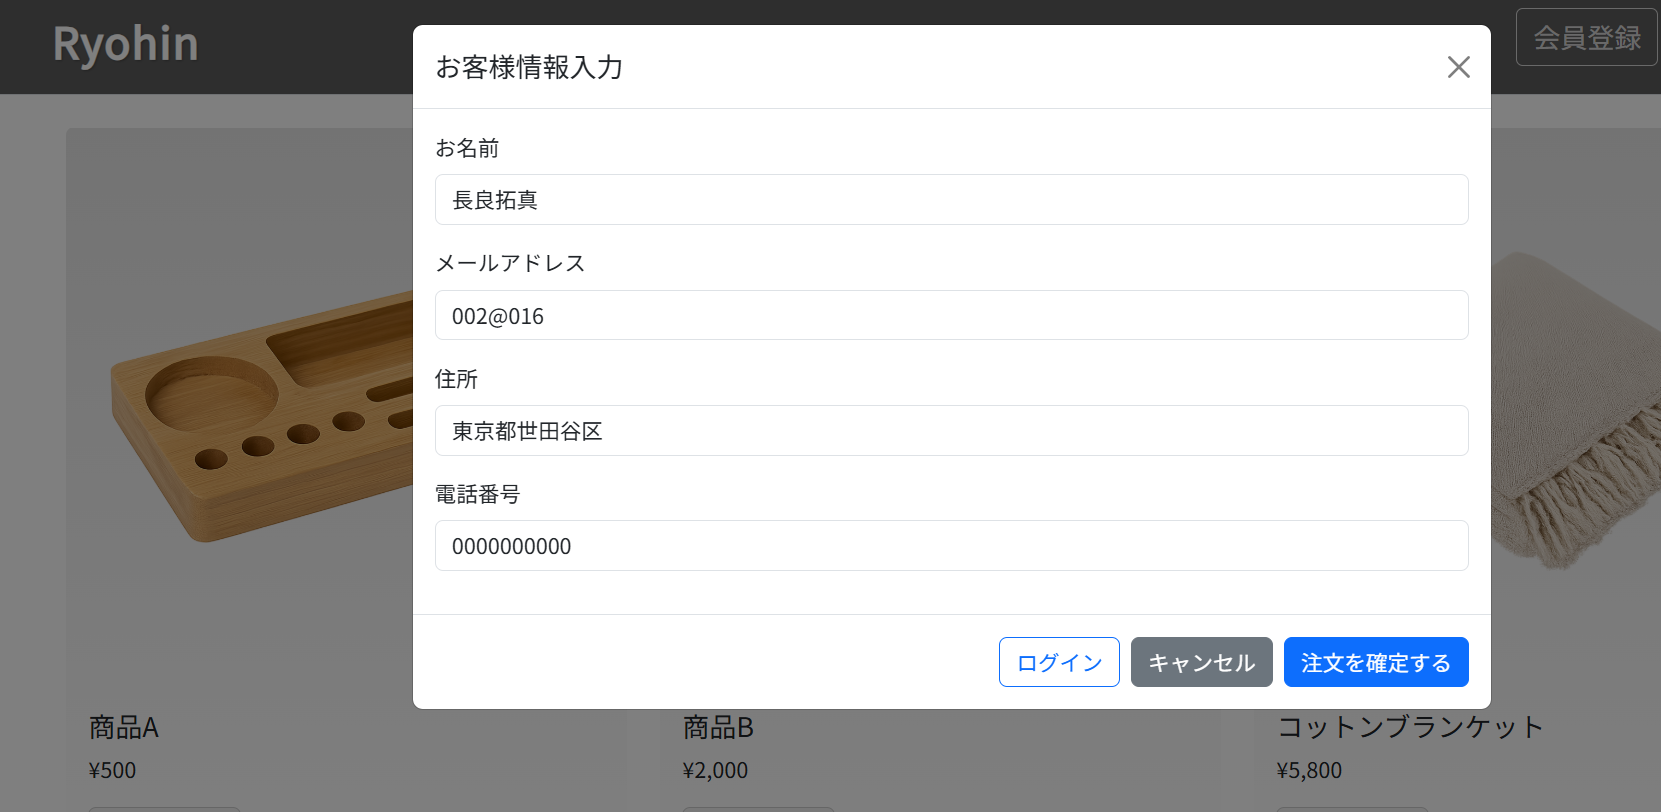 Ryohin
会員登録
お客様情報入力
お名前
長良拓真
メールアドレス
002@016
住所
東京都世田谷区
電話番号
0000000000
ログイン
キャンセル
注文を確定する
商品A
商品B
コットンブランケット
¥500
¥2,000
¥5,800